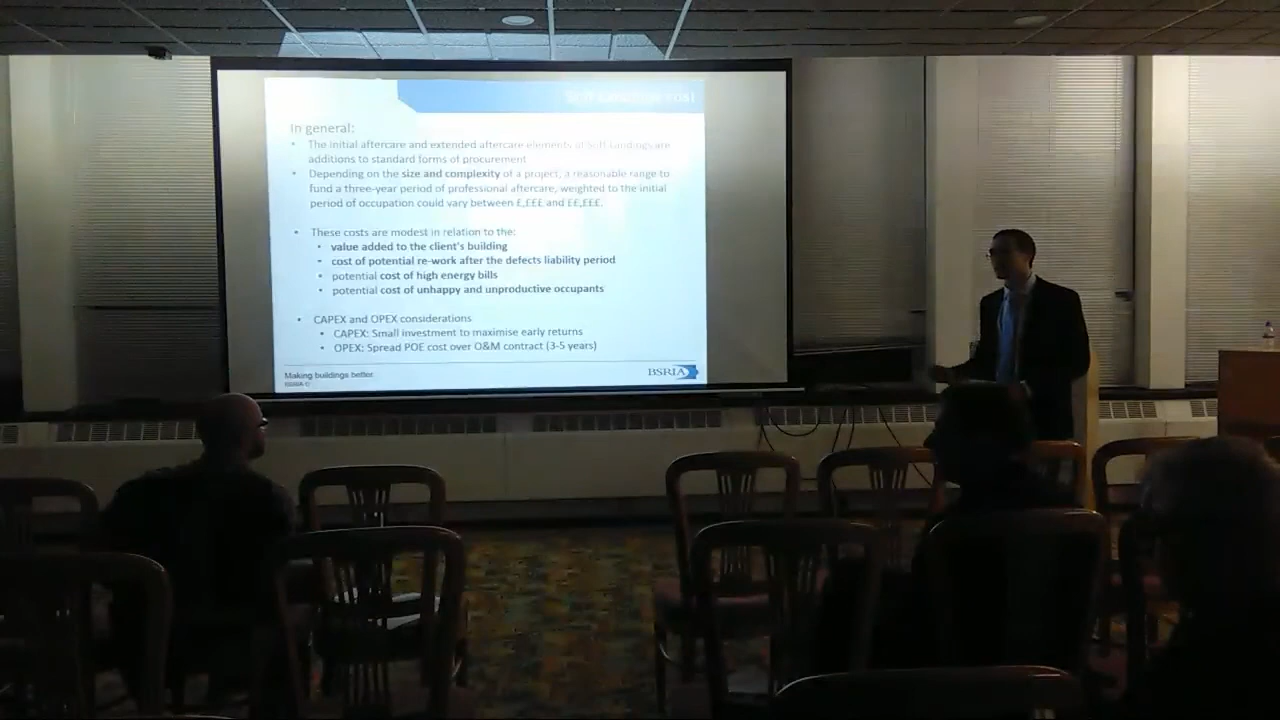 cost
In general:
• The initial aftercare and extended aftercare elements of Soft Landings are
additions to standard forms of procurement
• Depending on the size and complexity of a project, a reasonable range to
fund a three-year period of professional aftercare, weighted to the initial
period of occupation could vary between £,£££ and ££,£££.
• These costs are modest in relation to the:
• value added to the client's building
• cost of potential re-work after the defects liability period
• potential cost of high energy bills
• potential cost of unhappy and unproductive occupants
• CAPEX and OPEX considerations
• CAPEX: Small investment to maximise early returns
• OPEX: Spread POE cost over O&M contract (3-5 years)
Making buildings better
BSRIA ©
BSRIA